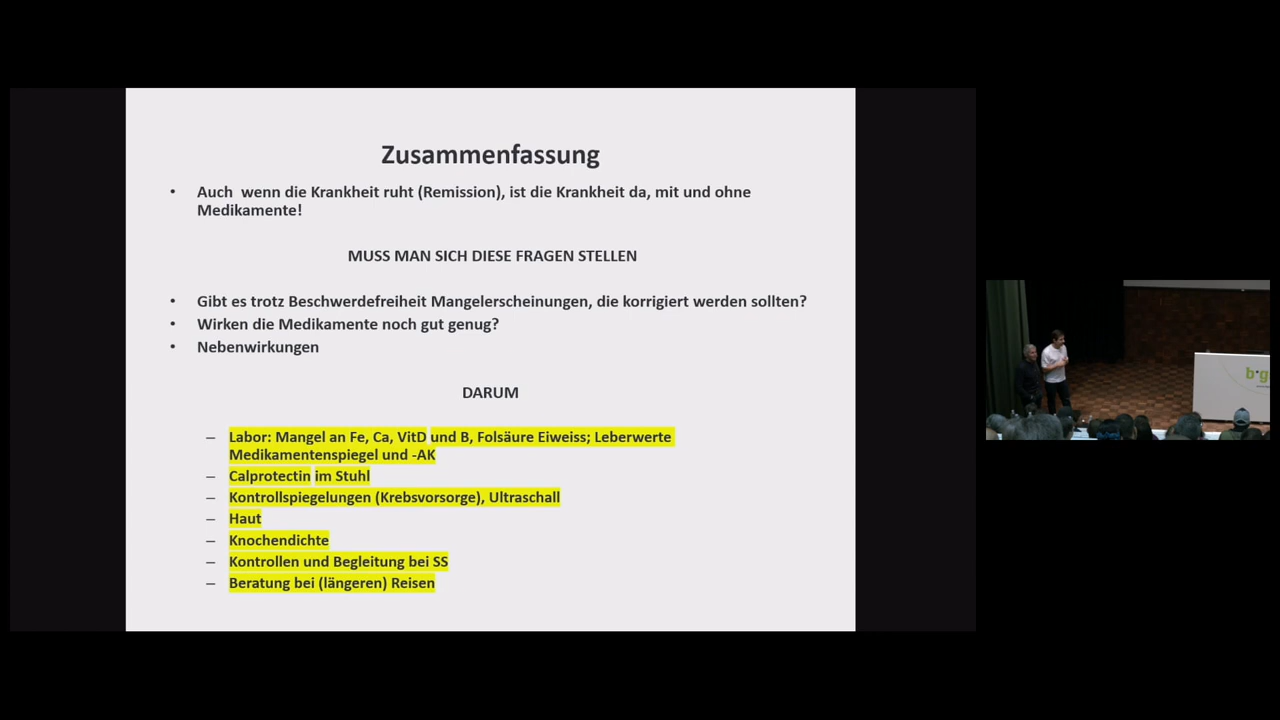 Zusammenfassung
• Auch wenn die Krankheit ruht (Remission), ist die Krankheit da, mit und ohne
Medikamente!
MUSS MAN SICH DIESE FRAGEN STELLEN
• Gibt es trotz Beschwerdefreiheit Mangelerscheinungen, die korrigiert werden sollten?
• Wirken die Medikamente noch gut genug?
• Nebenwirkungen
DARUM
– Labor: Mangel an Fe, Ca, VitD und B, Folsäure Eiweiss; Leberwerte
Medikamentenspiegel und -AK
– Calprotectin im Stuhl
– Kontrollspiegelungen (Krebsvorsorge), Ultraschall
– Haut
– Knochendichte
– Kontrollen und Begleitung bei SS
– Beratung bei (längeren) Reisen